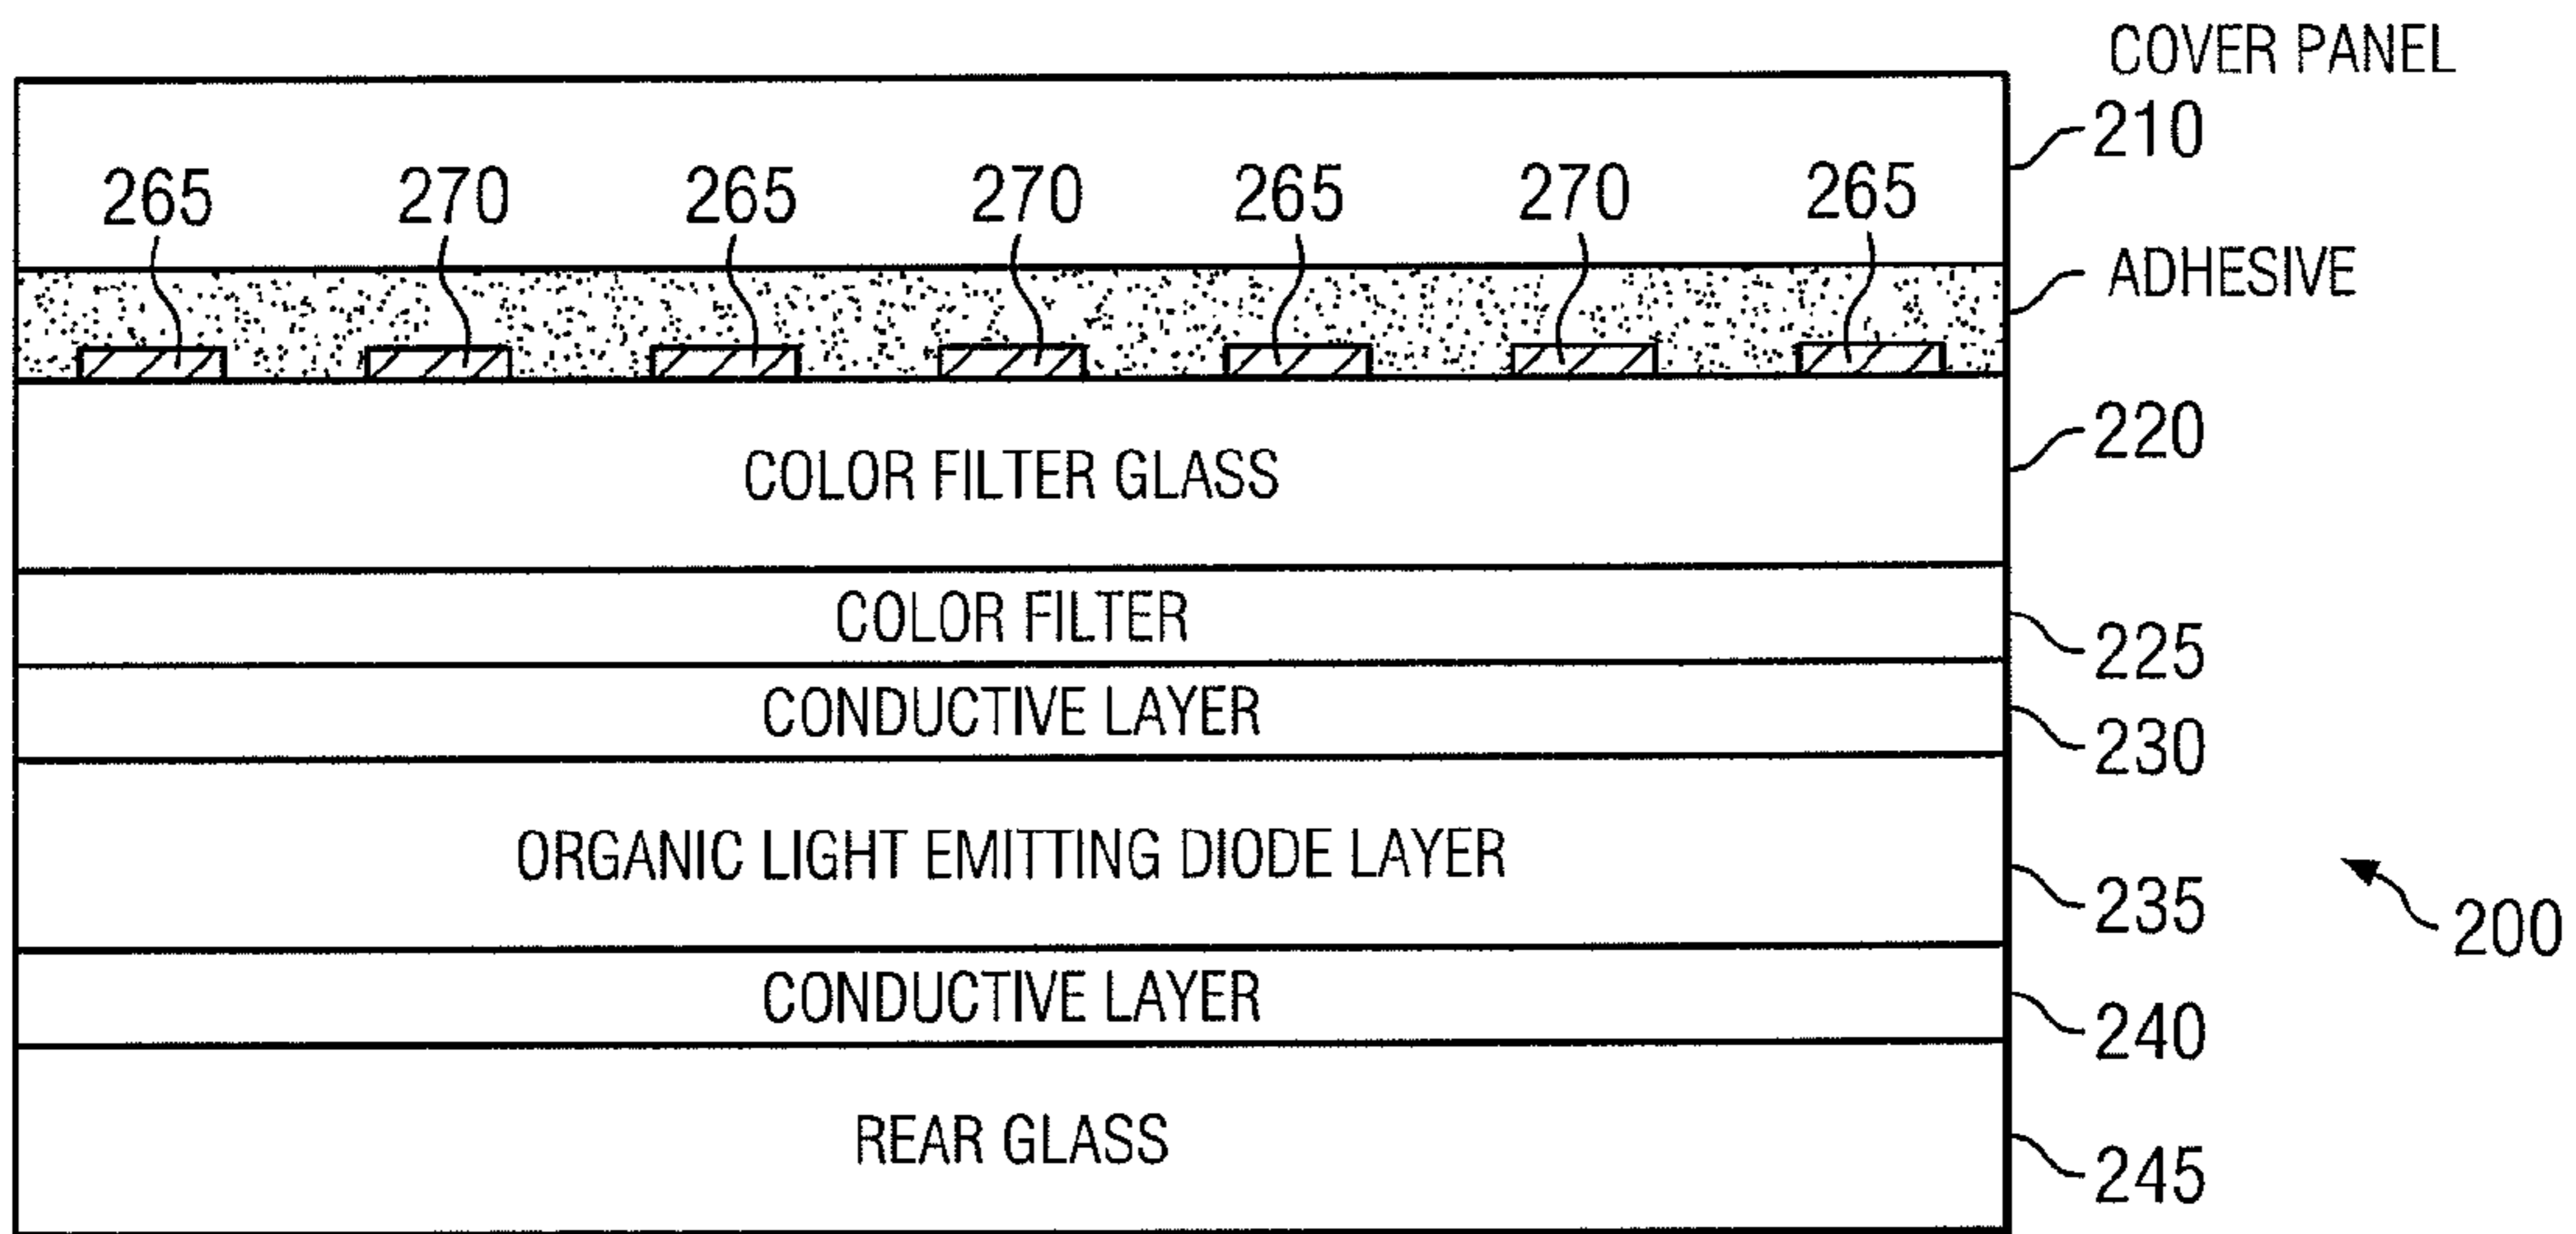 COVER PANEL
210
265 270 265 270 265 270 265
ADHESIVE
COLOR FILTER GLASS
220
COLOR FILTER
225
CONDUCTIVE LAYER
230
ORGANIC LIGHT EMITTING DIODE LAYER
235
200
CONDUCTIVE LAYER
240
REAR GLASS
245